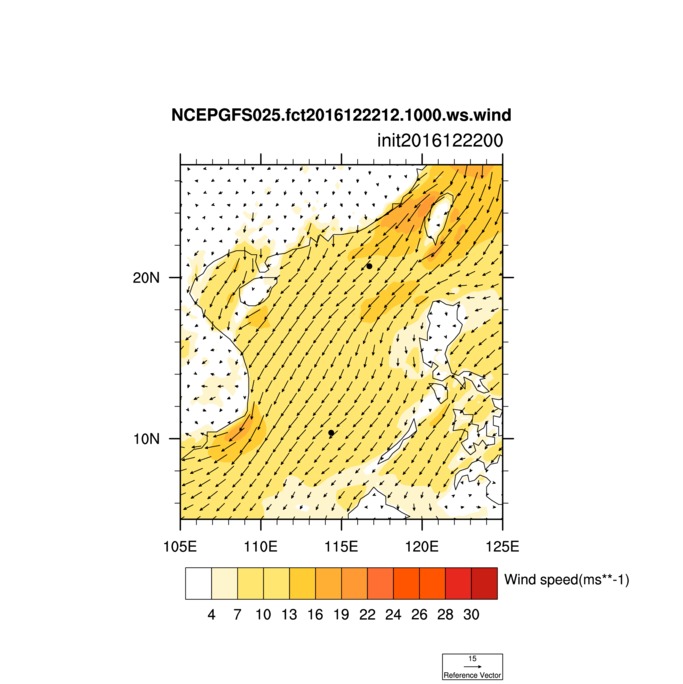 NCEPGFS025.fct2016122212.1000.ws.wind
init2016122200
20N
10N
105E 110E 115E 120E 125E
Wind speed(ms**-1)
4 7 10 13 16 19 22 24 26 28 30
15
Reference Vector